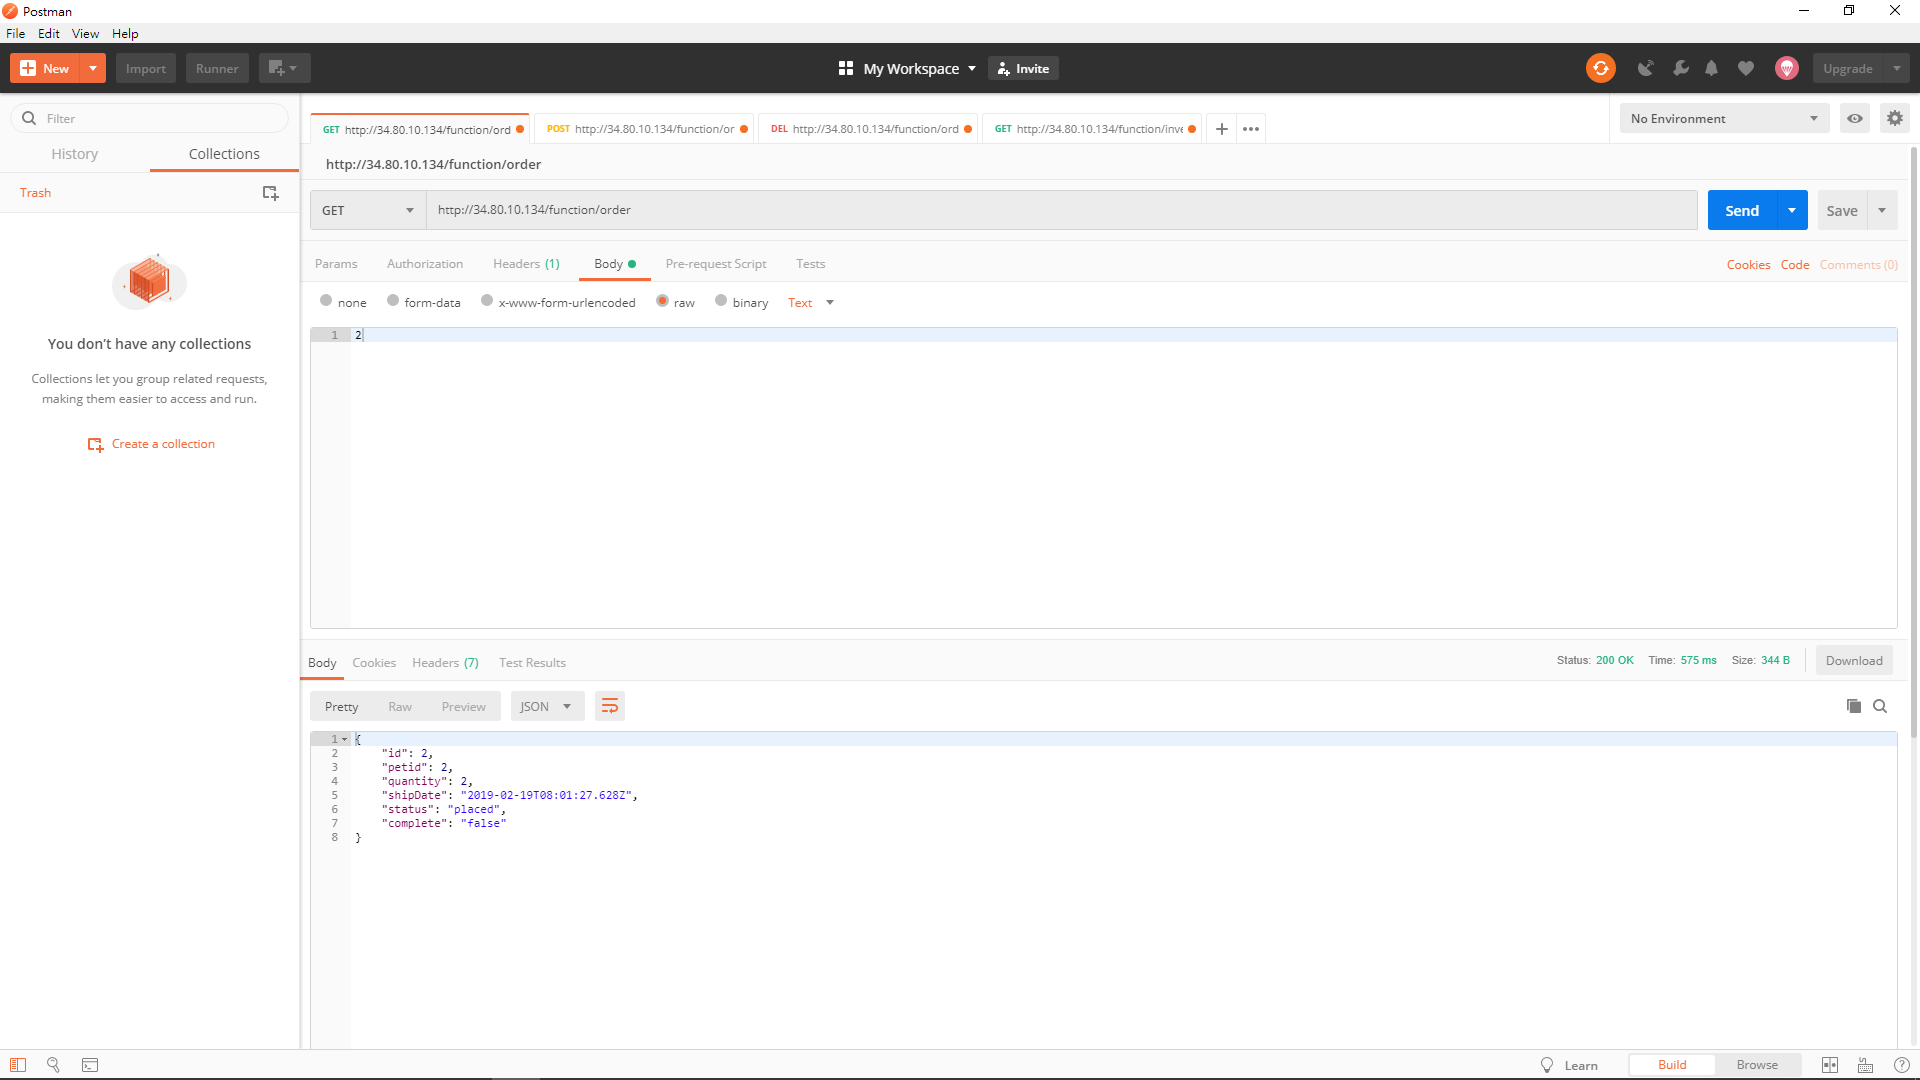 Postman
File Edit View Help
New Import Runner My Workspace Invite Upgrade
Filter
History Collections
Trash
You don't have any collections
Collections let you group related requests,
making them easier to access and run.
Create a collection
GET http://34.80.10.134/function/ord POST http://34.80.10.134/function/or DEL http://34.80.10.134/function/ord GET http://34.80.10.134/function/inve
No Environment
http://34.80.10.134/function/order
GET http://34.80.10.134/function/order Send Save
Params Authorization Headers (1) Body Pre-request Script Tests Cookies Code Comments (0)
none form-data x-www-form-urlencoded raw binary Text
1 2
Body Cookies Headers (7) Test Results Status: 200 OK Time: 575 ms Size: 344 B Download
Pretty Raw Preview JSON
1 {
2 "id": 2,
3 "petid": 2,
4 "quantity": 2,
5 "shipDate": "2019-02-19T08:01:27.628Z",
6 "status": "placed",
7 "complete": "false"
8 }
Learn Build Browse